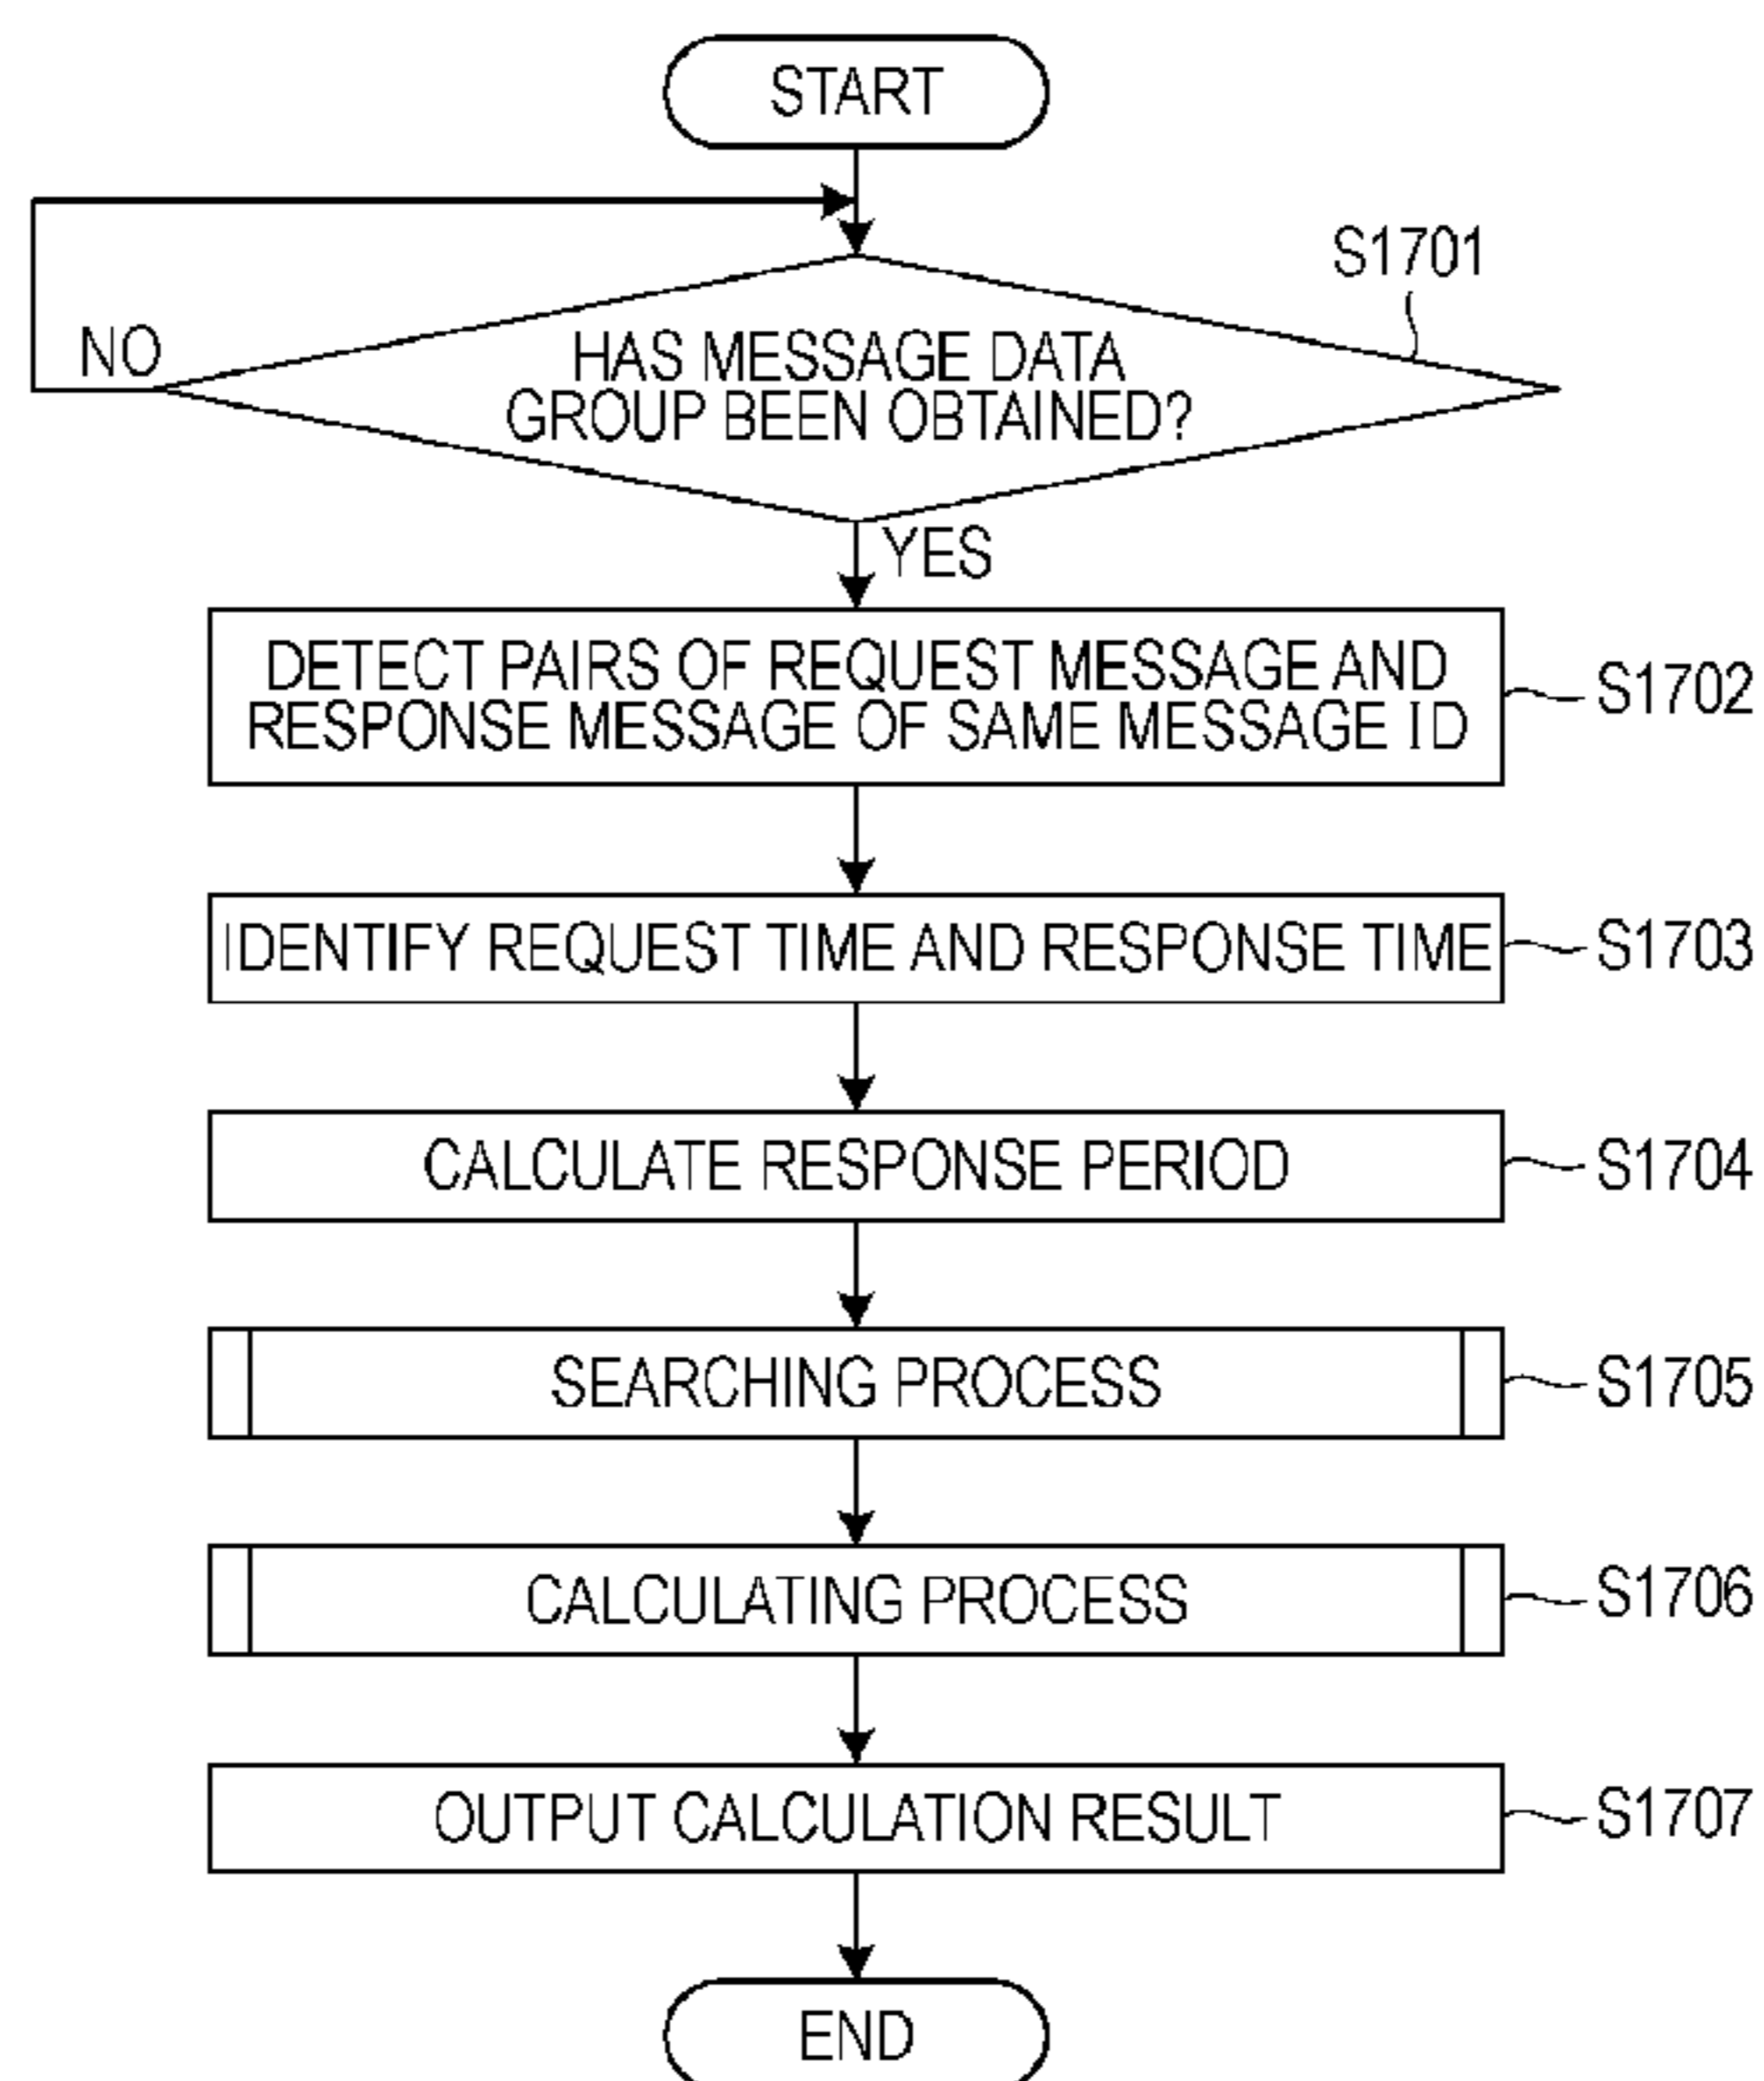 START
S1701
NO
HAS MESSAGE DATA
GROUP BEEN OBTAINED?
YES
DETECT PAIRS OF REQUEST MESSAGE AND
RESPONSE MESSAGE OF SAME MESSAGE ID
S1702
IDENTIFY REQUEST TIME AND RESPONSE TIME
S1703
CALCULATE RESPONSE PERIOD
S1704
SEARCHING PROCESS
S1705
CALCULATING PROCESS
S1706
OUTPUT CALCULATION RESULT
S1707
END